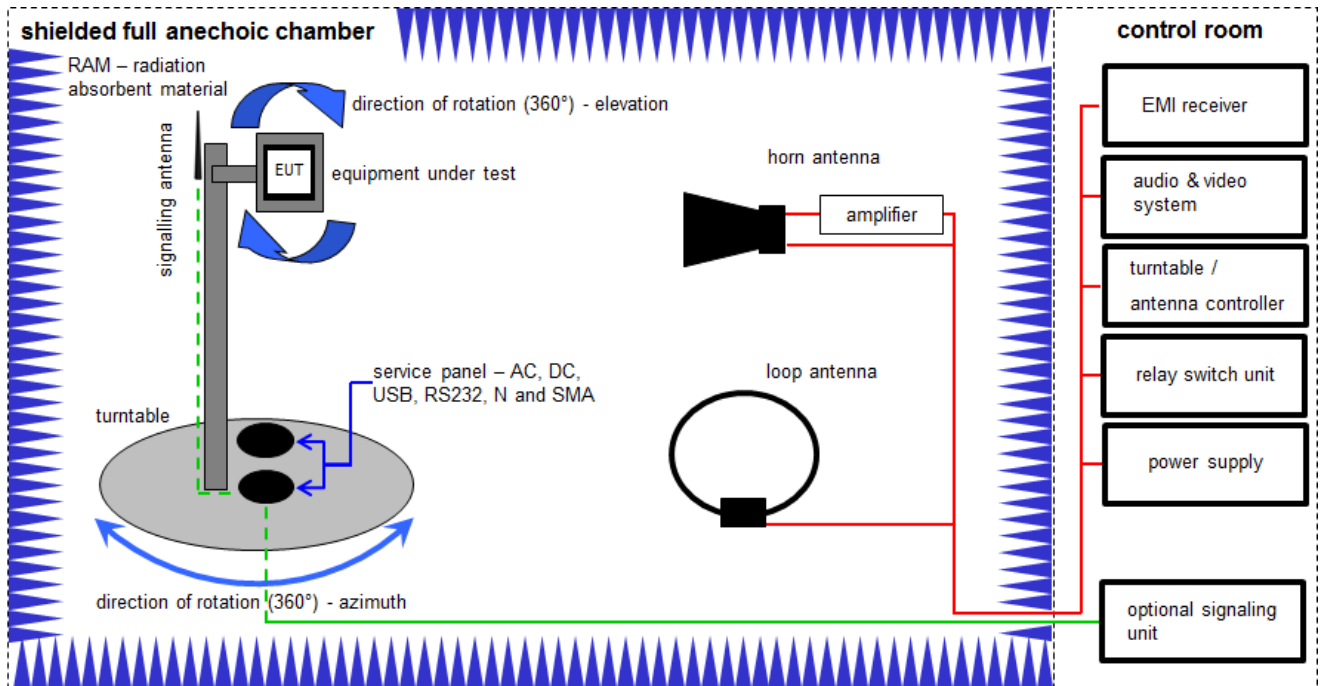 shielded full anechoic chamber
control room
RAM – radiation
absorbent material
direction of rotation (360°) - elevation
signalling antenna
EUT
equipment under test
horn antenna
amplifier
EMI receiver
audio & video
system
turntable /
antenna controller
relay switch unit
power supply
service panel – AC, DC,
USB, RS232, N and SMA
loop antenna
turntable
direction of rotation (360°) - azimuth
optional signaling
unit